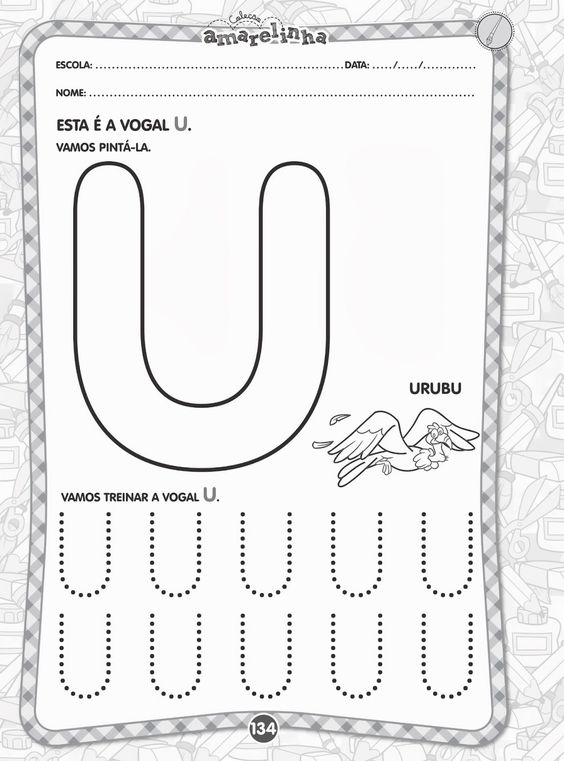 Coleção
amarelinha
ESCOLA: ........................................................ DATA: ...../...../............
NOME: ........................................................................................
ESTA É A VOGAL U.
VAMOS PINTÁ-LA.
U
URUBU
VAMOS TREINAR A VOGAL U.
U U U U U
U U U U U
134